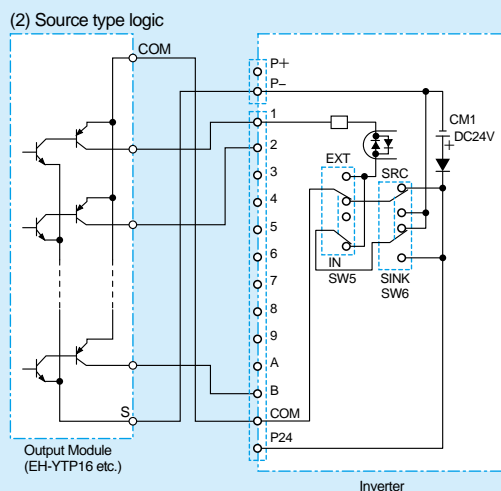 (2) Source type logic
COM
P+
P−
CM1
DC24V
+
1
2
3
4
5
6
7
8
9
A
B
COM
P24
EXT
IN
SW5
SRC
SINK
SW6
S
Output Module
(EH-YTP16 etc.)
Inverter